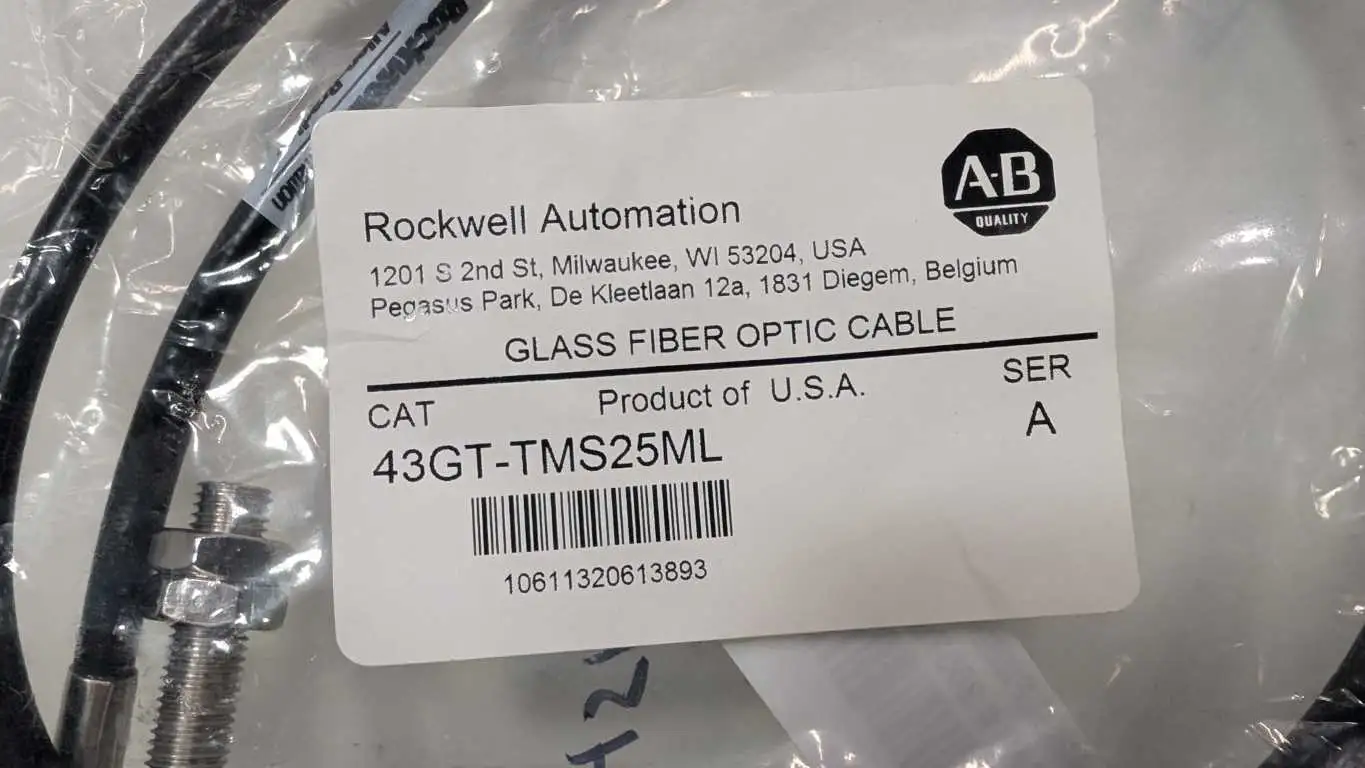 Rockwell Automation
1201 S 2nd St, Milwaukee, WI 53204, USA
Pegasus Park, De Kleetlaan 12a, 1831 Diegem, Belgium
A-B
QUALITY
GLASS FIBER OPTIC CABLE
CAT
Product of U.S.A.
SER
43GT-TMS25ML
A
10611320613893